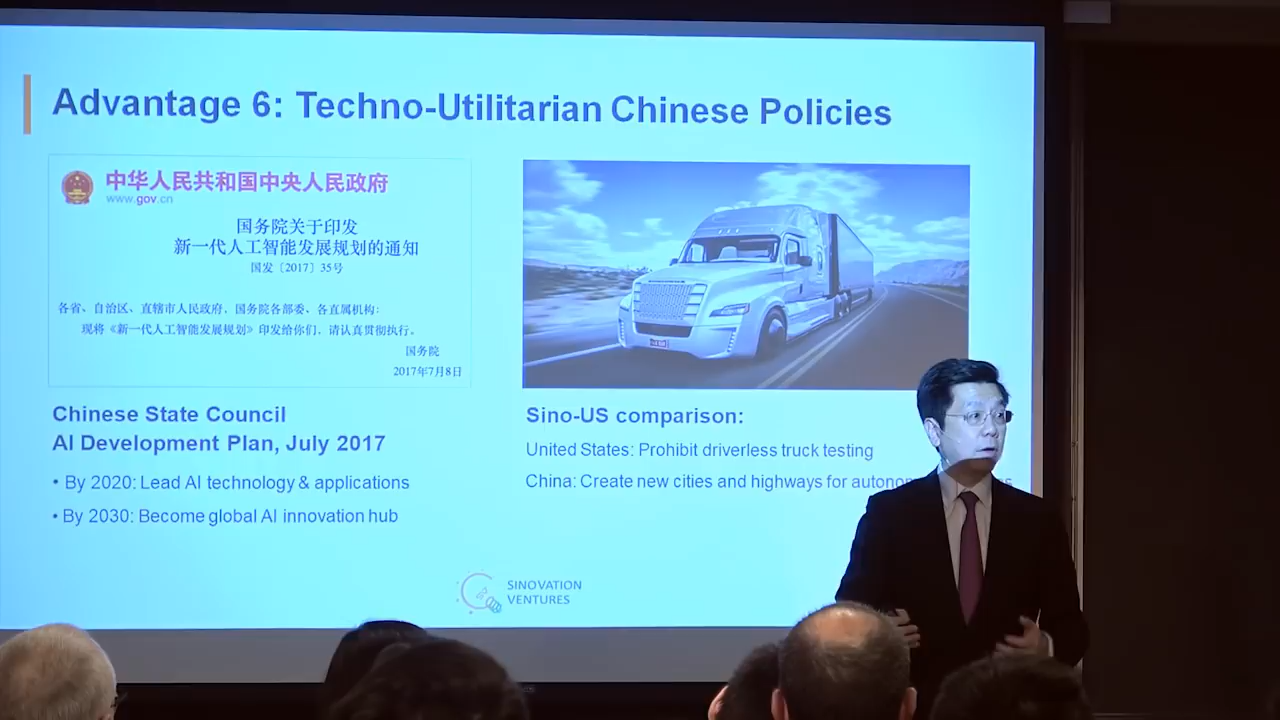 Advantage 6: Techno-Utilitarian Chinese Policies
中华人民共和国中央人民政府
www.gov.cn
国务院关于印发
新一代人工智能发展规划的通知
国发〔2017〕35号
各省、自治区、直辖市人民政府，国务院各部委、各直属机构：
现将《新一代人工智能发展规划》印发给你们，请认真贯彻执行。
国务院
2017年7月8日
Chinese State Council
AI Development Plan, July 2017
• By 2020: Lead AI technology & applications
• By 2030: Become global AI innovation hub
Sino-US comparison:
United States: Prohibit driverless truck testing
China: Create new cities and highways for
SINOVATION
VENTURES